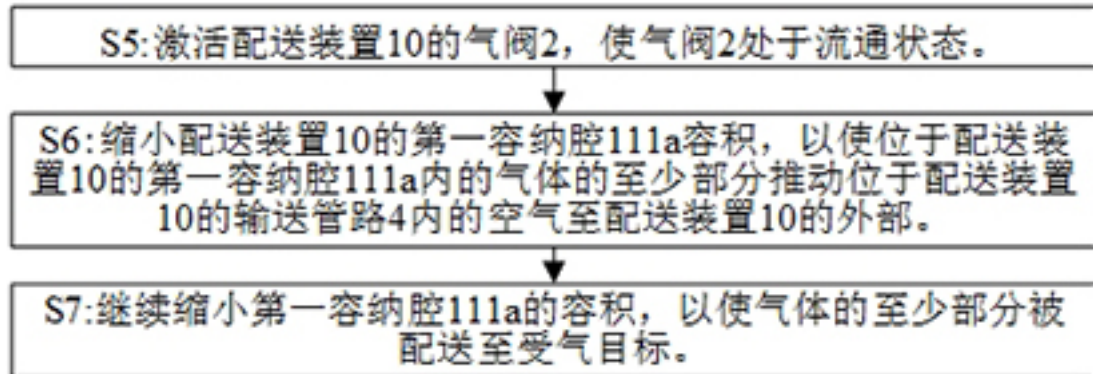 S5:激活配送装置10的气阀2，使气阀2处于流通状态。
S6:缩小配送装置10的第一容纳腔111a容积，以使位于配送装
置10的第一容纳腔111a内的气体的至少部分推动位于配送装置
10的输送管路4内的空气至配送装置10的外部。
S7:继续缩小第一容纳腔111a的容积，以使气体的至少部分被
配送至受气目标。